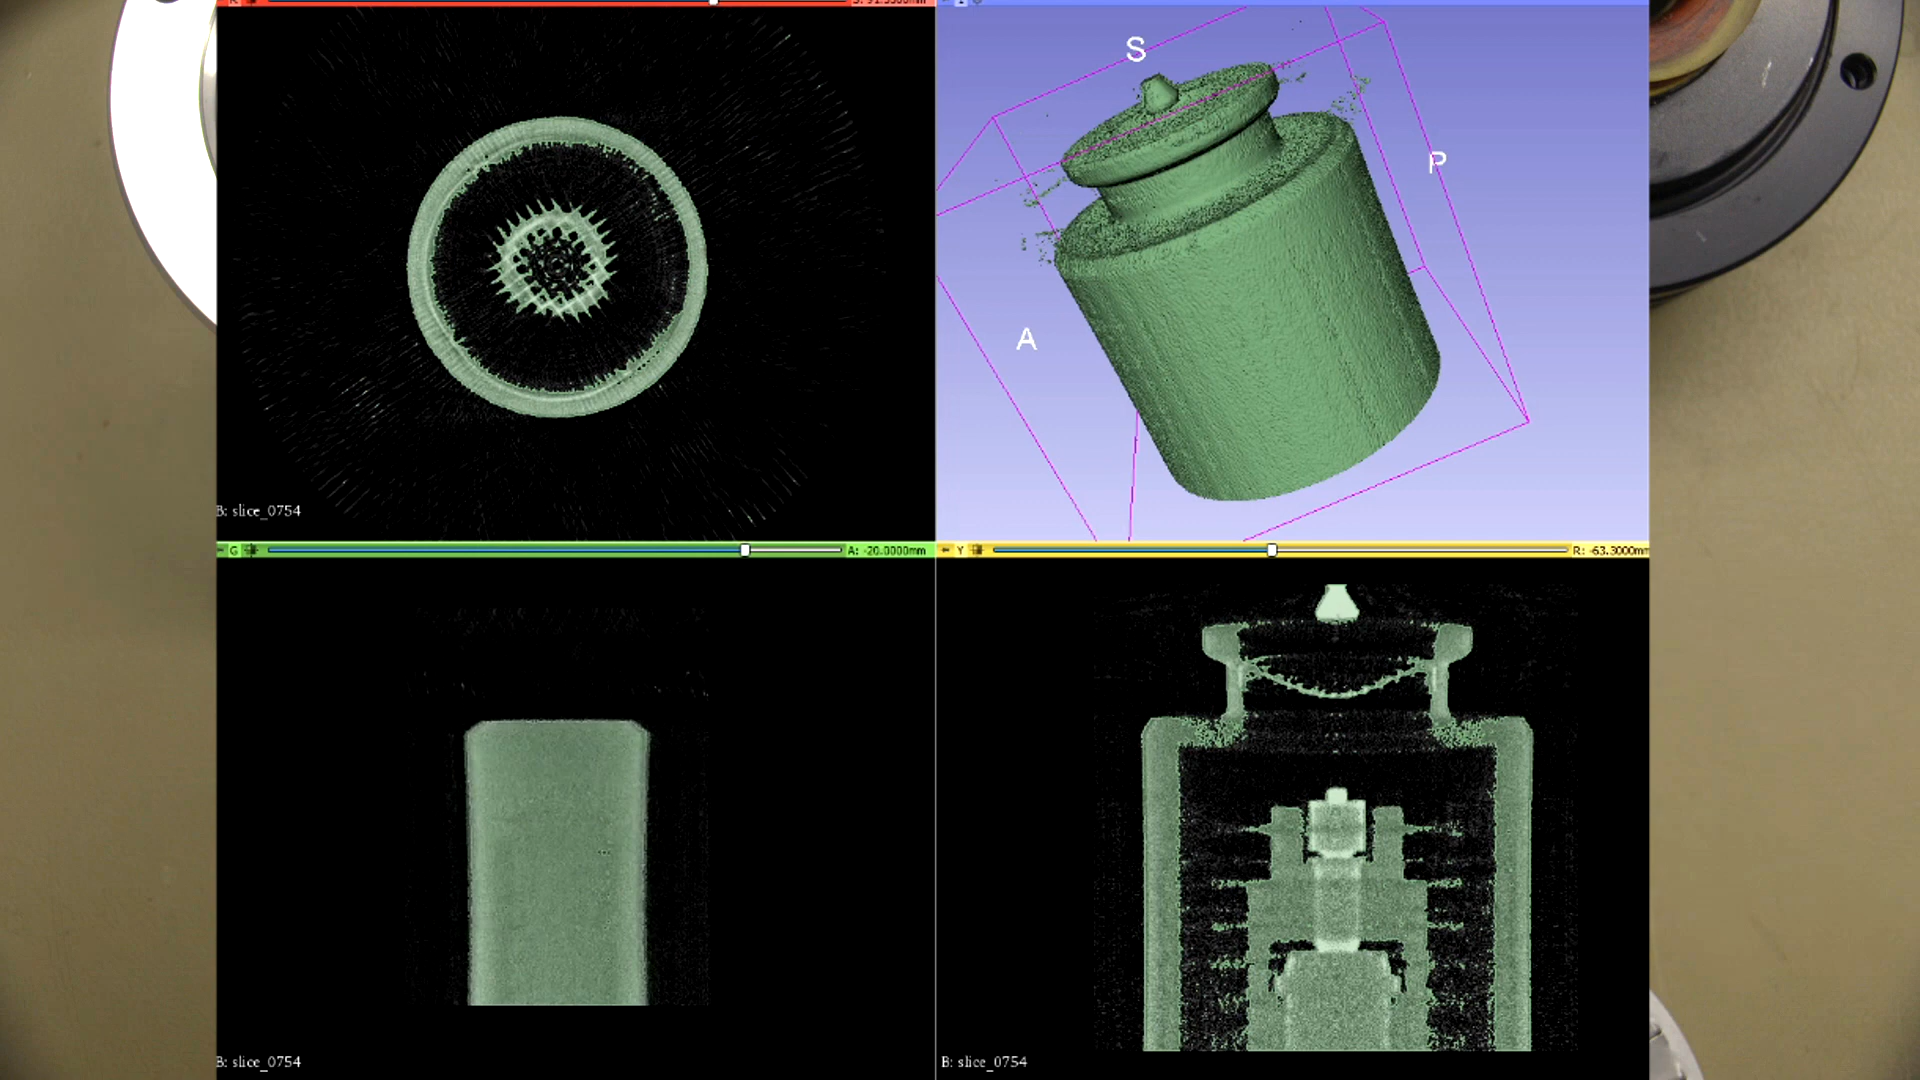 S
P
A
B: slice_0754
G
A: -20.0000mm
Y
R: -63.3000mm
B: slice_0754
B: slice_0754